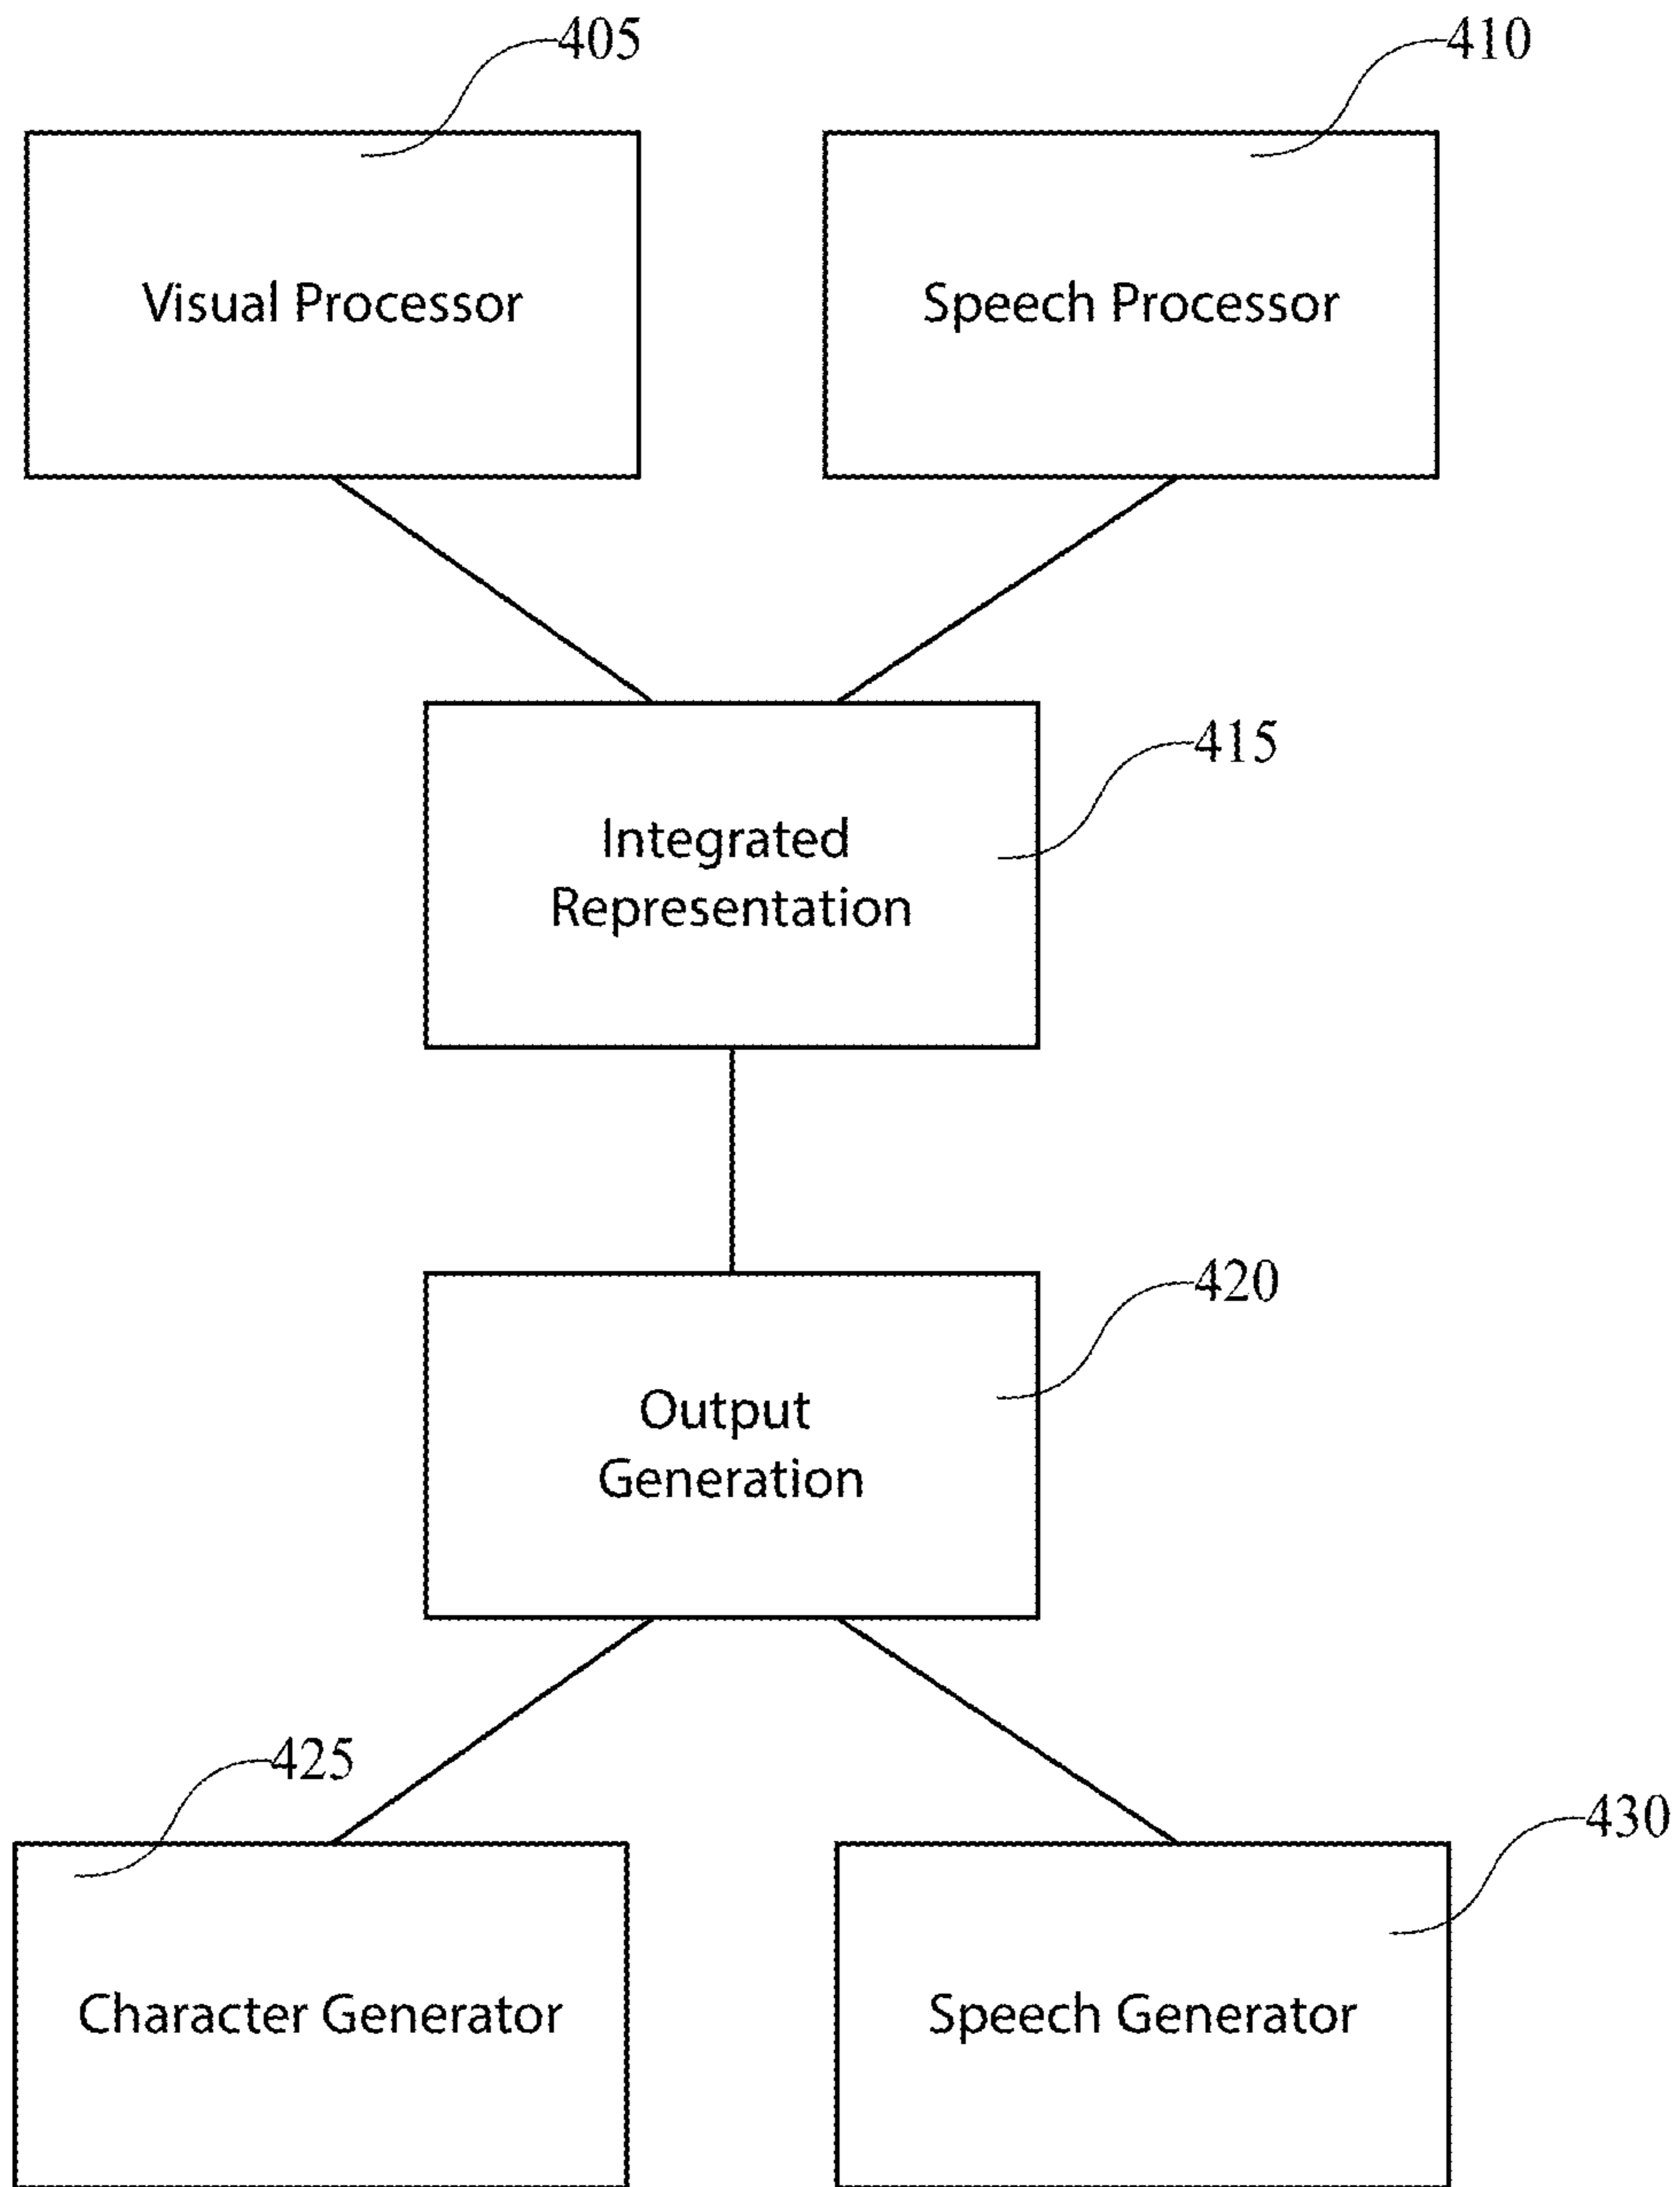 405
410
Visual Processor
Speech Processor
415
Integrated
Representation
420
Output
Generation
425
430
Character Generator
Speech Generator